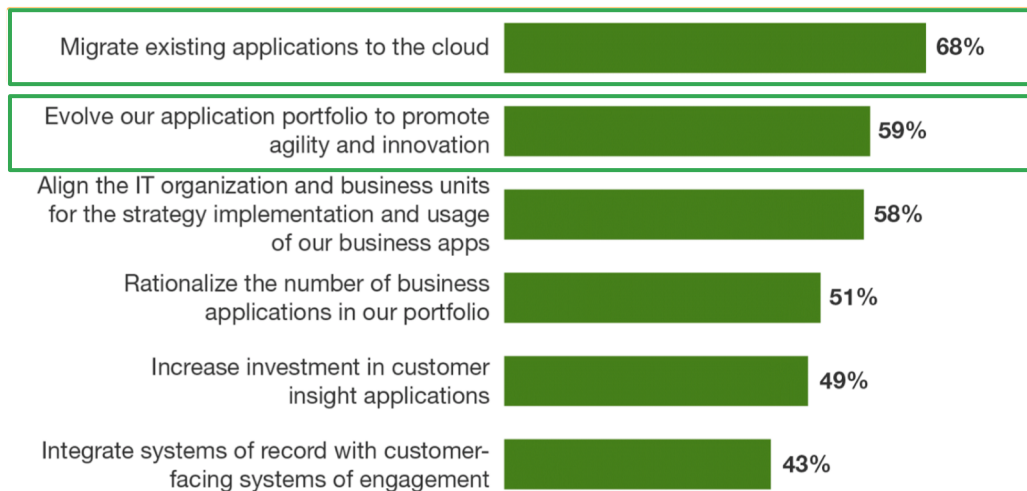 Migrate existing applications to the cloud
68%
Evolve our application portfolio to promote
agility and innovation
59%
Align the IT organization and business units
for the strategy implementation and usage
of our business apps
58%
Rationalize the number of business
applications in our portfolio
51%
Increase investment in customer
insight applications
49%
Integrate systems of record with customer-
facing systems of engagement
43%